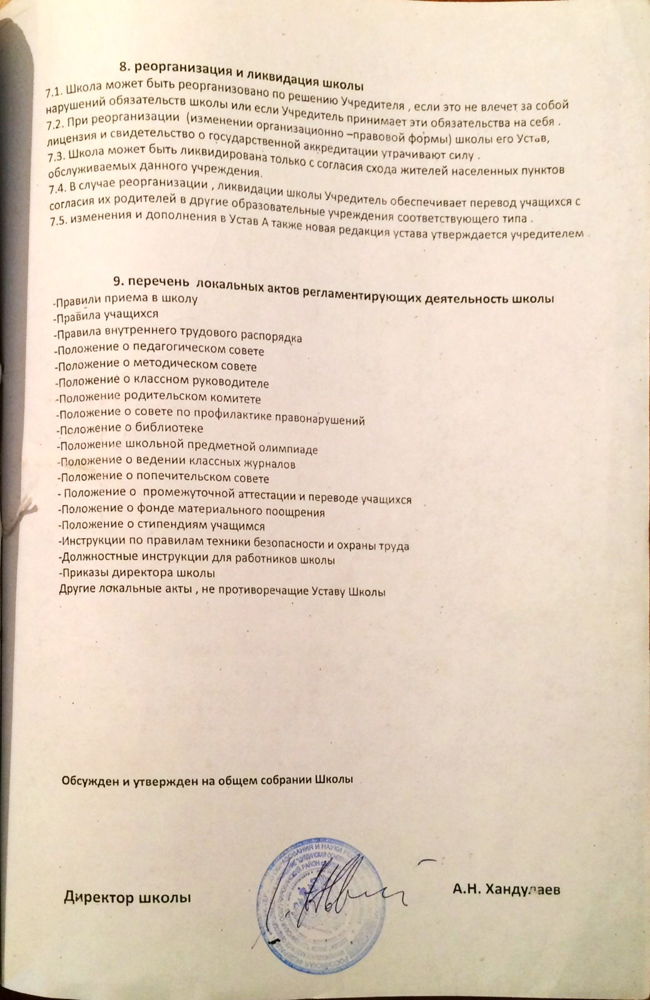 8. реорганизация и ликвидация школы
7.1. Школа может быть реорганизовано по решению Учредителя , если это не влечет за собой
нарушений обязательств школы или если Учредитель принимает эти обязательства на себя .
7.2. При реорганизации (изменении организационно –правовой формы) школы его Устав,
лицензия и свидетельство о государственной аккредитации утрачивают силу .
7.3. Школа может быть ликвидирована только с согласия схода жителей населенных пунктов
обслуживаемых данного учреждения.
7.4. В случае реорганизации , ликвидации школы Учредитель обеспечивает перевод учащихся с
согласия их родителей в другие образовательные учреждения соответствующего типа .
7.5. изменения и дополнения в Устав А также новая редакция устава утверждается учредителем .
9. перечень локальных актов регламентирующих деятельность школы
-Правили приема в школу
-Правила учащихся
-Правила внутреннего трудового распорядка
-Положение о педагогическом совете
-Положение о методическом совете
-Положение о классном руководителе
-Положение родительском комитете
-Положение о совете по профилактике правонарушений
-Положение о библиотеке
-Положение школьной предметной олимпиаде
-Положение о ведении классных журналов
-Положение о попечительском совете
- Положение о промежуточной аттестации и переводе учащихся
-Положение о фонде материального поощрения
-Положение о стипендиям учащимся
-Инструкции по правилам техники безопасности и охраны труда
-Должностные инструкции для работников школы
-Приказы директора школы
Другие локальные акты , не противоречащие Уставу Школы
Обсужден и утвержден на общем собрании Школы
ОБРАЗОВАНИЯ И НАУКИ
РАЙОН
РОССИЙСКАЯ ФЕДЕРАЦИЯ
Директор школы
А.Н. Хандулаев